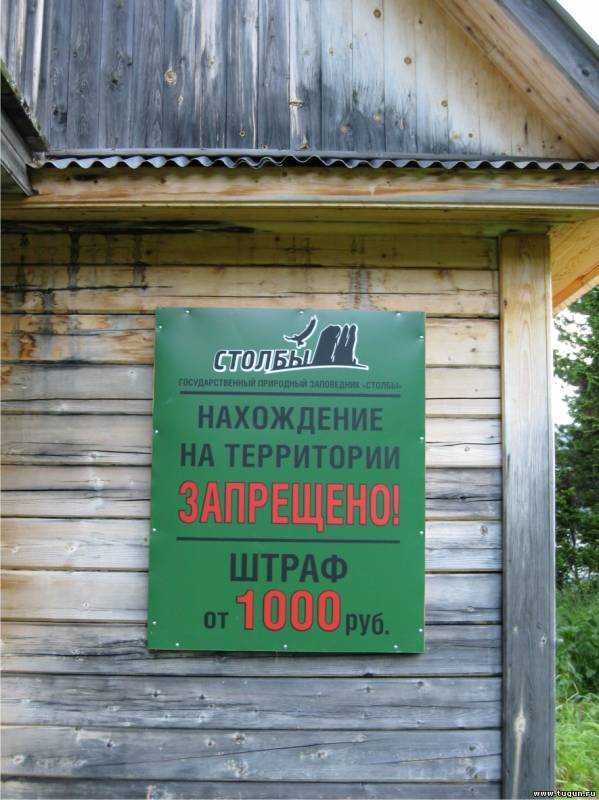 СТОЛБЫ
ГОСУДАРСТВЕННЫЙ ПРИРОДНЫЙ ЗАПОВЕДНИК «СТОЛБЫ»
НАХОЖДЕНИЕ
НА ТЕРРИТОРИИ
ЗАПРЕЩЕНО!
ШТРАФ
от 1000 руб.
www.tugun.ru